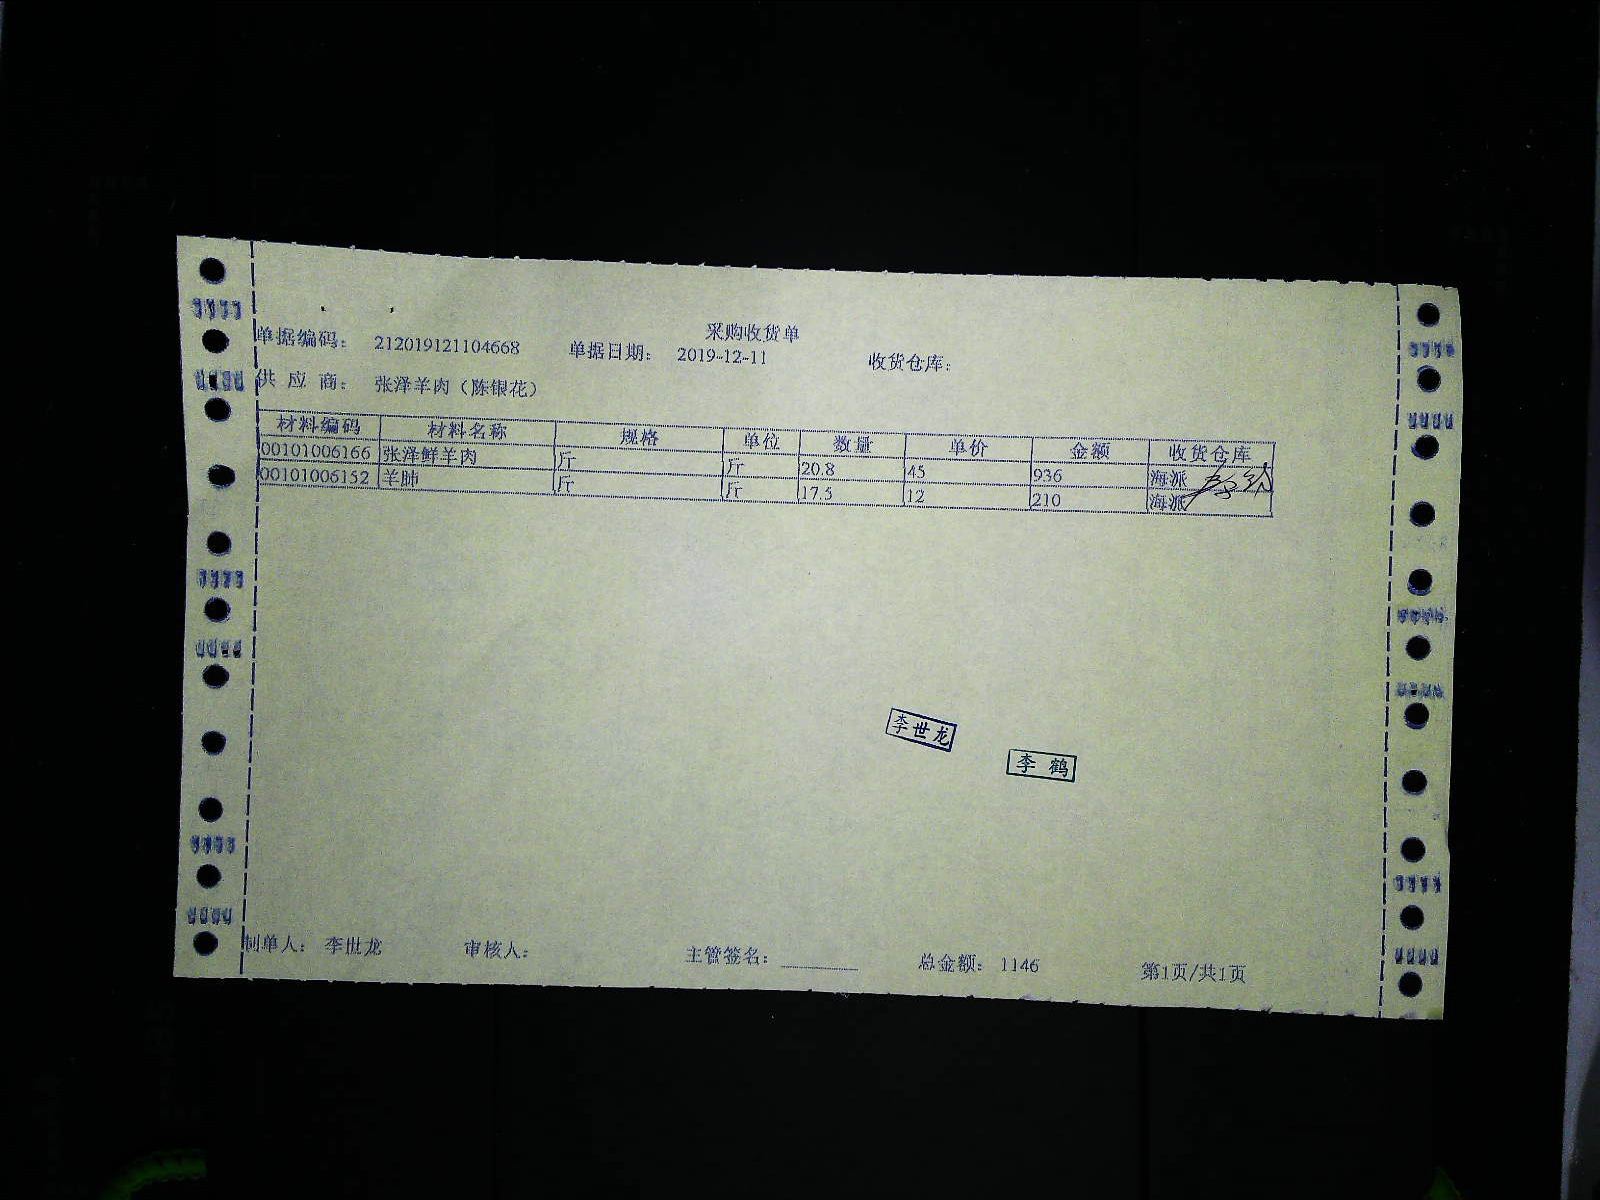 采购收货单
单据编码： 212019121104668 单据日期： 2019-12-11 收货仓库：
供 应 商： 张泽羊肉（陈银花）
材料编码 材料名称 规格 单位 数量 单价 金额 收货仓库
00101006166 张泽鲜羊肉 斤 斤 20.8 45 936 海派
00101006152 羊肺 斤 斤 17.5 12 210 海派
李世龙
李 鹤
制单人： 李世龙 审核人： 主管签名： 总金额： 1146 第1页/共1页